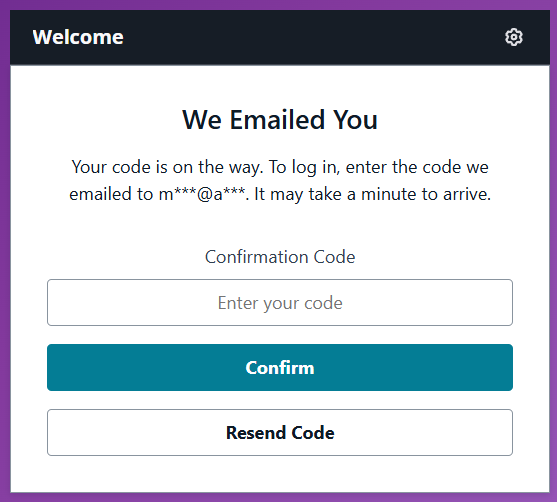 Welcome
We Emailed You
Your code is on the way. To log in, enter the code we
emailed to m***@a***. It may take a minute to arrive.
Confirmation Code
Enter your code
Confirm
Resend Code